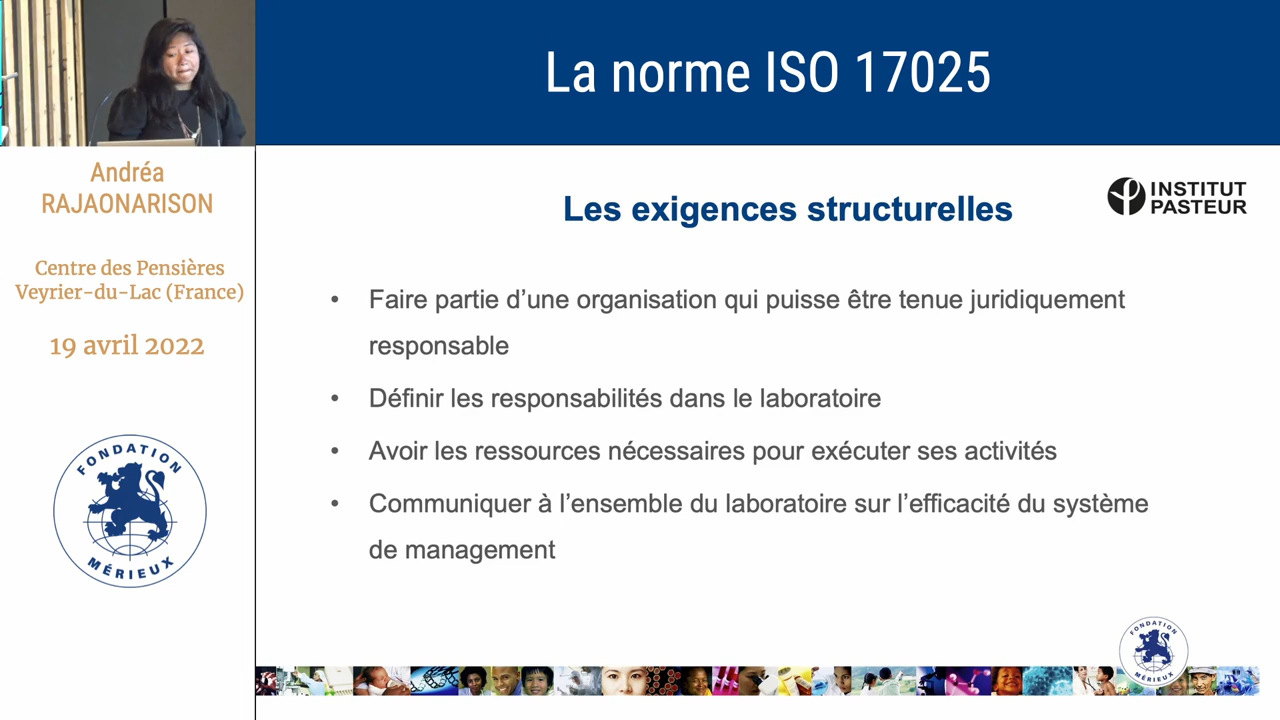 La norme ISO 17025
Andréa
RAJAONARISON
Centre des Pensières
Veyrier-du-Lac (France)
19 avril 2022
FONDATION
MÉRIEUX
Les exigences structurelles
INSTITUT
PASTEUR
• Faire partie d’une organisation qui puisse être tenue juridiquement
responsable
• Définir les responsabilités dans le laboratoire
• Avoir les ressources nécessaires pour exécuter ses activités
• Communiquer à l’ensemble du laboratoire sur l’efficacité du système
de management
FONDATION
MÉRIEUX